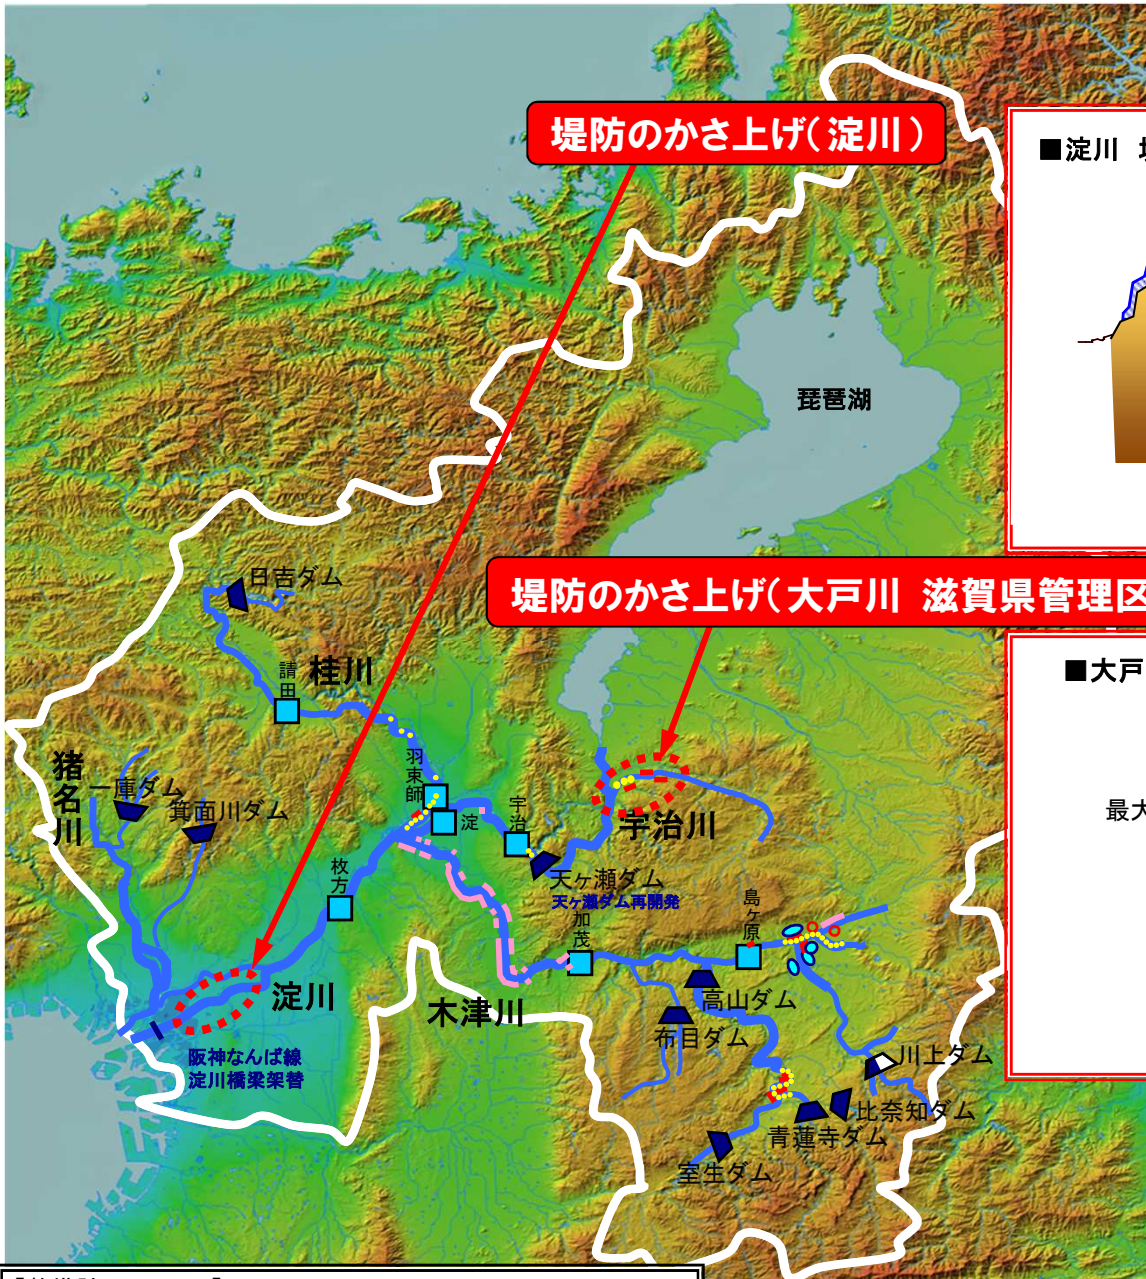 堤防のかさ上げ（淀川）
■淀川
琵琶湖
日吉ダム
堤防のかさ上げ（大戸川 滋賀県管理区
■大戸
請田
桂川
羽束師
猪名川
一庫ダム
箕面川ダム
淀
宇治
宇治川
最大
枚方
天ヶ瀬ダム
天ヶ瀬ダム再開発
加茂
島ヶ原
淀川
木津川
高山ダム
布目ダム
阪神なんば線
淀川橋梁架替
川上ダム
比奈知ダム
青蓮寺ダム
室生ダム